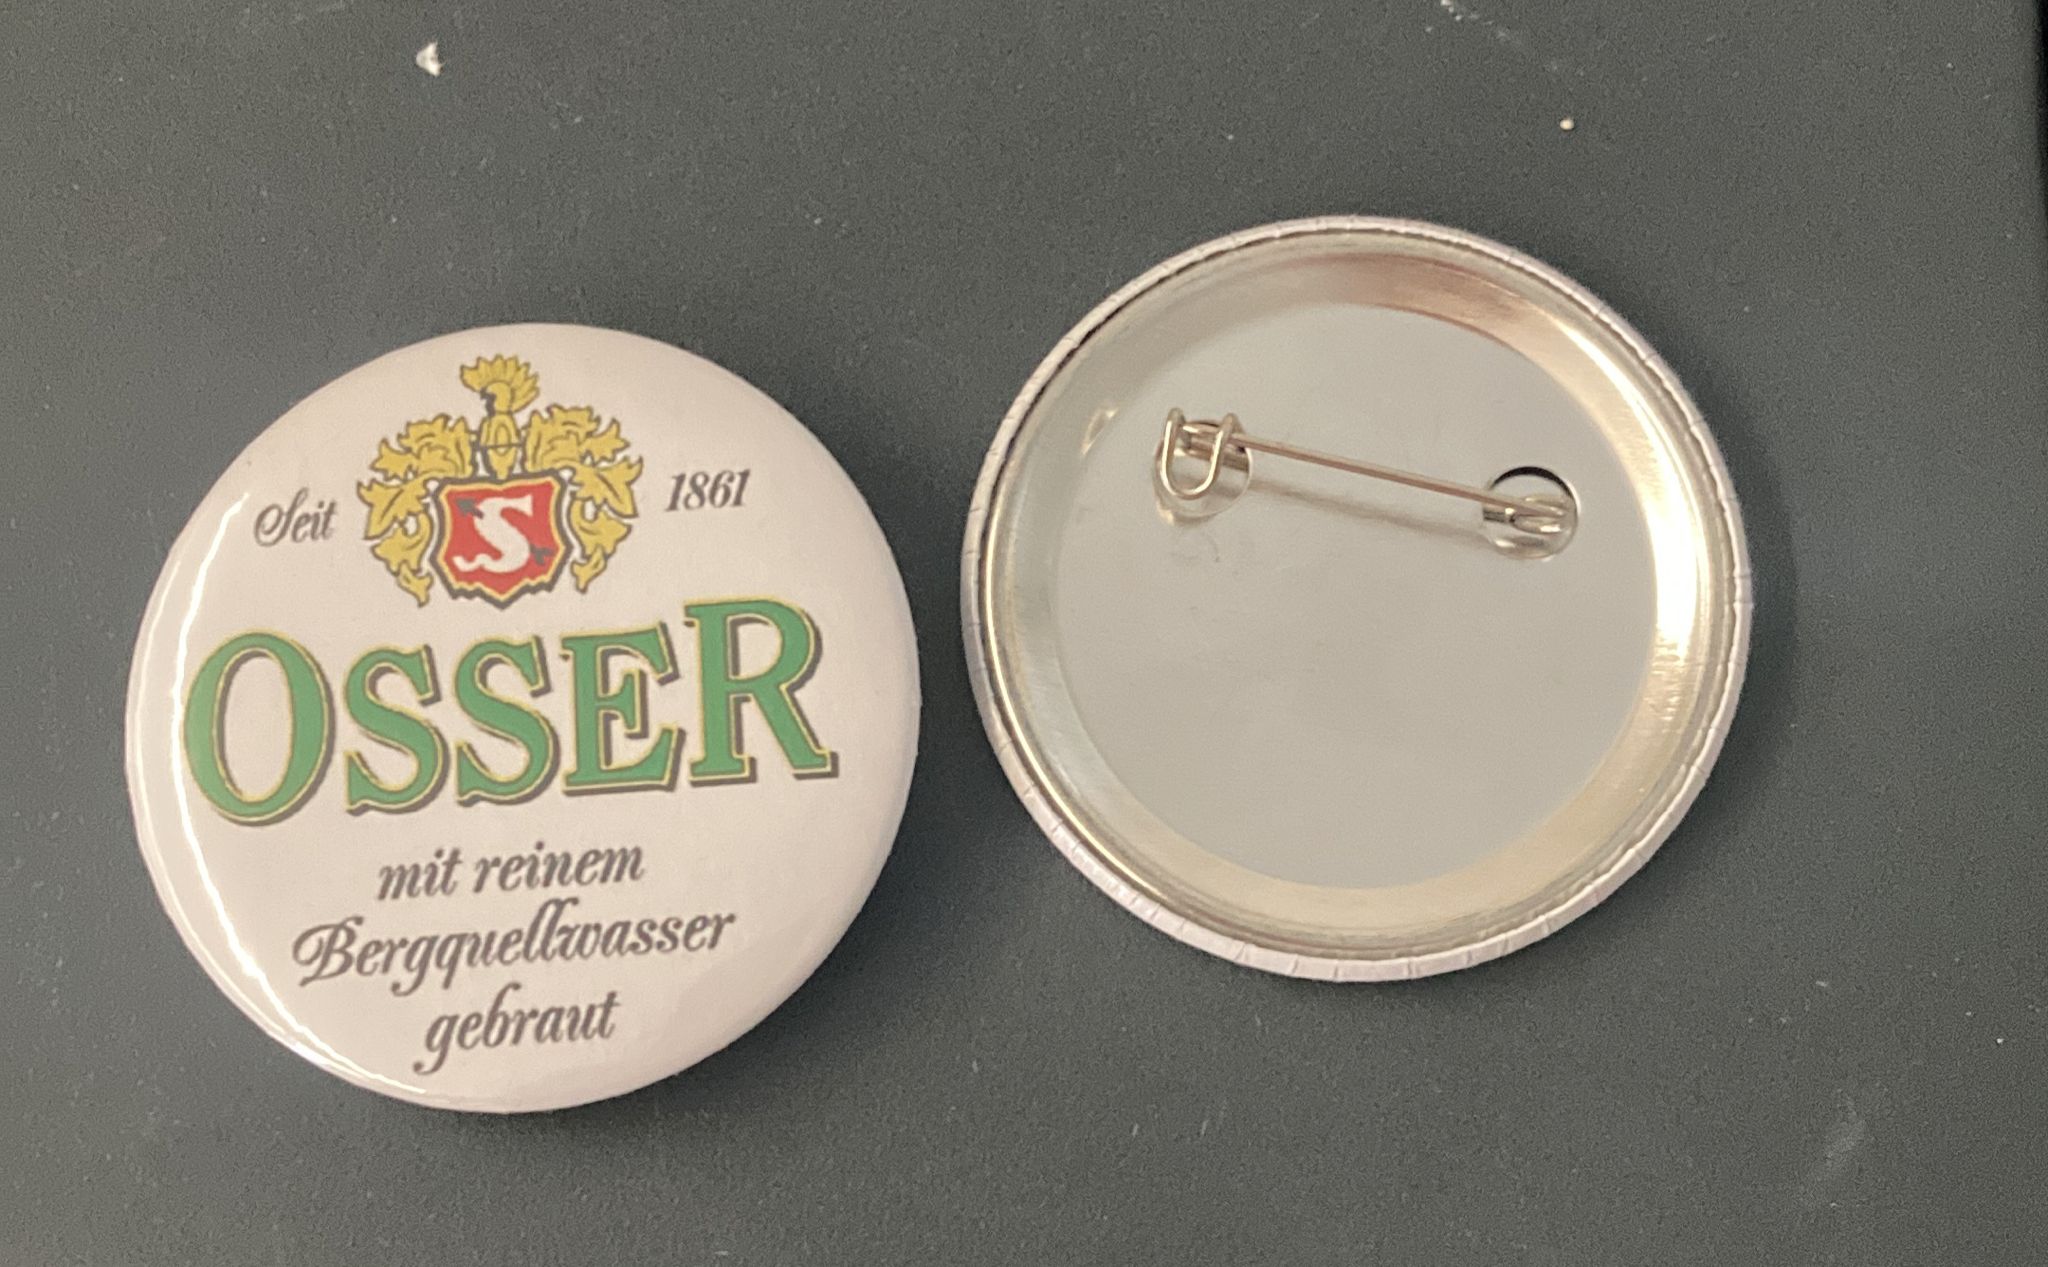 Seit 1861
S
OSSER
mit reinem
Bergquellwasser
gebraut